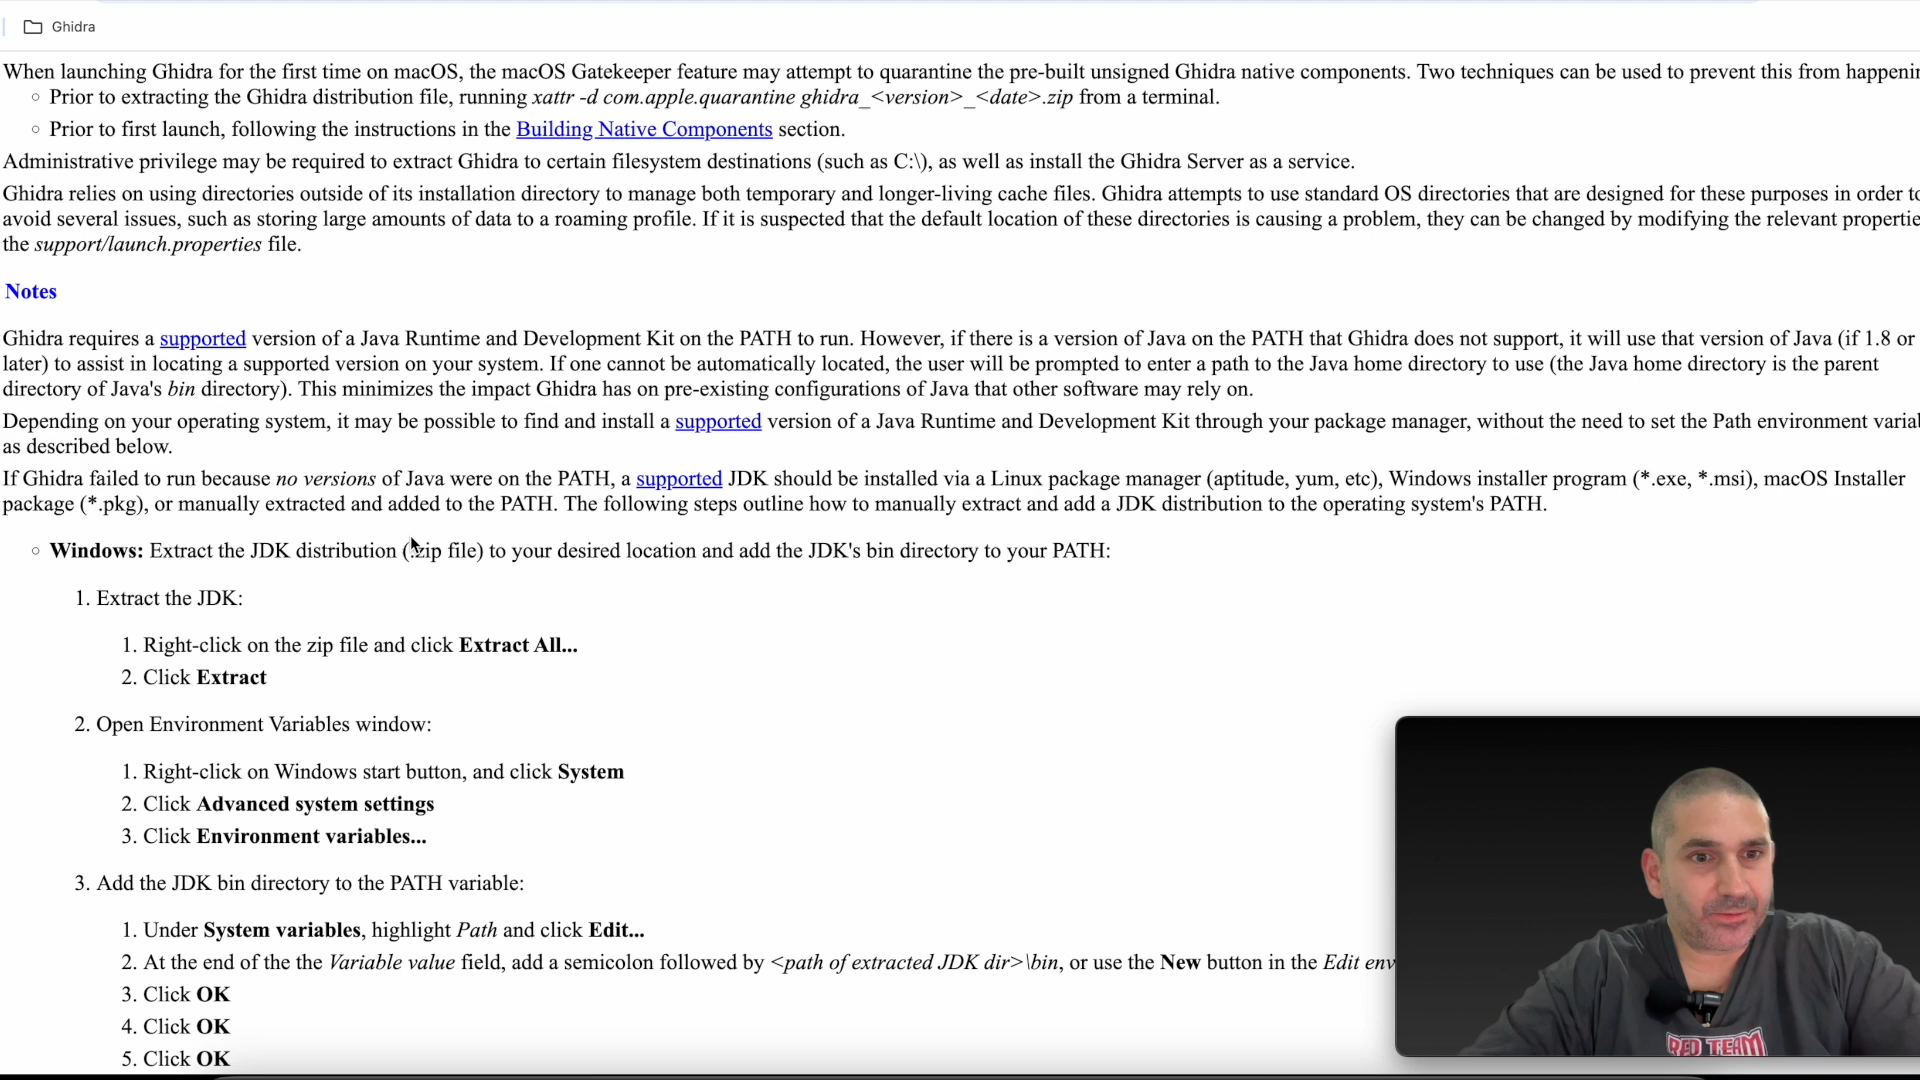 Ghidra
When launching Ghidra for the first time on macOS, the macOS Gatekeeper feature may attempt to quarantine the pre-built unsigned Ghidra native components. Two techniques can be used to prevent this from
Prior to extracting the Ghidra distribution file, running xattr -d com.apple.quarantine ghidra_<version>_<date>.zip from a terminal.
Prior to first launch, following the instructions in the Building Native Components section.
Administrative privilege may be required to extract Ghidra to certain filesystem destinations (such as C:\), as well as install the Ghidra Server as a service.
Ghidra relies on using directories outside of its installation directory to manage both temporary and longer-living cache files. Ghidra attempts to use standard OS directories that are designed for these purposes in order to
avoid several issues, such as storing large amounts of data to a roaming profile. If it is suspected that the default location of these directories is causing a problem, they can be changed by modifying the relevant
the support/launch.properties file.
Notes
Ghidra requires a supported version of a Java Runtime and Development Kit on the PATH to run. However, if there is a version of Java on the PATH that Ghidra does not support, it will use that version of Java (if 1.8 or
later) to assist in locating a supported version on your system. If one cannot be automatically located, the user will be prompted to enter a path to the Java home directory to use (the Java home directory is the parent
directory of Java's bin directory). This minimizes the impact Ghidra has on pre-existing configurations of Java that other software may rely on.
Depending on your operating system, it may be possible to find and install a supported version of a Java Runtime and Development Kit through your package manager, without the need to set the Path environment
as described below.
If Ghidra failed to run because no versions of Java were on the PATH, a supported JDK should be installed via a Linux package manager (aptitude, yum, etc), Windows installer program (*.exe, *.msi), macOS Installer
package (*.pkg), or manually extracted and added to the PATH. The following steps outline how to manually extract and add a JDK distribution to the operating system's PATH.
Windows: Extract the JDK distribution (.zip file) to your desired location and add the JDK's bin directory to your PATH:
1. Extract the JDK:
1. Right-click on the zip file and click Extract All...
2. Click Extract
2. Open Environment Variables window:
1. Right-click on Windows start button, and click System
2. Click Advanced system settings
3. Click Environment variables...
3. Add the JDK bin directory to the PATH variable:
1. Under System variables, highlight Path and click Edit...
2. At the end of the the Variable value field, add a semicolon followed by <path of extracted JDK dir>\bin, or use the New button in the Edit env
3. Click OK
4. Click OK
5. Click OK
RED TEAM